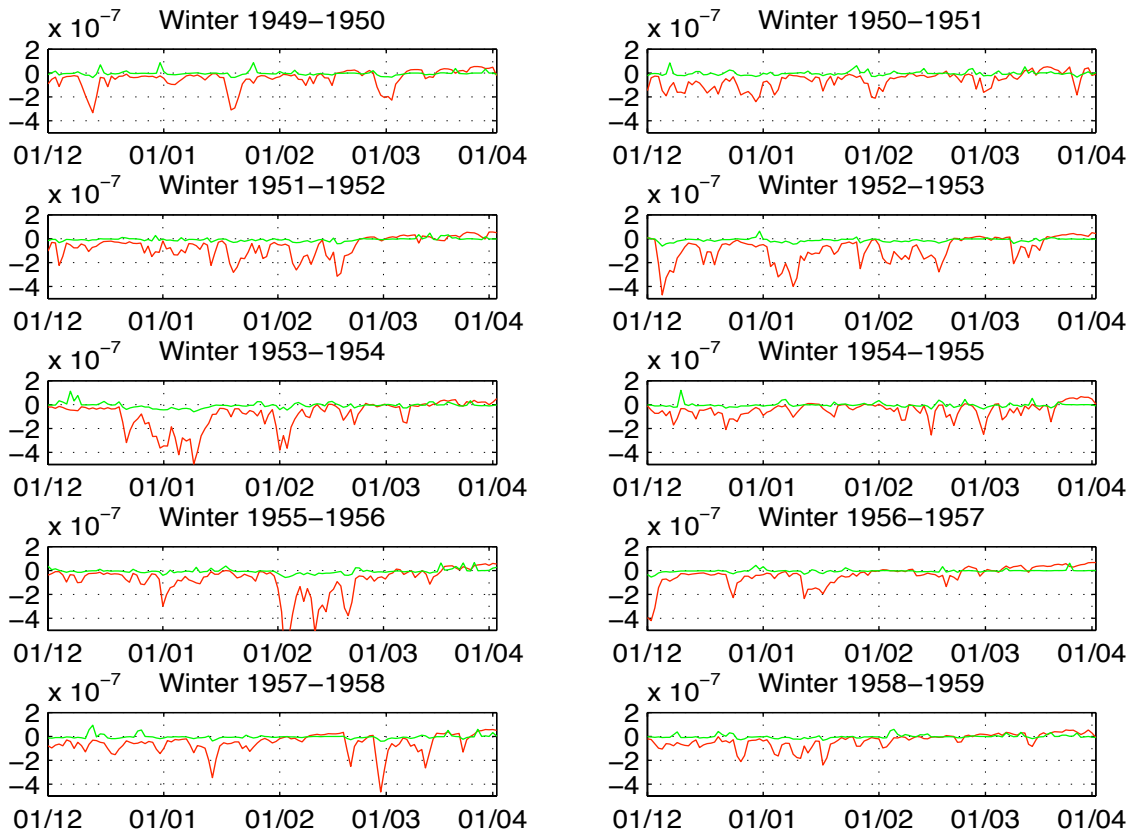 x 10⁻⁷ Winter 1949−1950
2
0
−2
−4
01/12 01/01 01/02 01/03 01/04
x 10⁻⁷ Winter 1950−1951
2
0
−2
−4
01/12 01/01 01/02 01/03 01/04
x 10⁻⁷ Winter 1951−1952
2
0
−2
−4
01/12 01/01 01/02 01/03 01/04
x 10⁻⁷ Winter 1952−1953
2
0
−2
−4
01/12 01/01 01/02 01/03 01/04
x 10⁻⁷ Winter 1953−1954
2
0
−2
−4
01/12 01/01 01/02 01/03 01/04
x 10⁻⁷ Winter 1954−1955
2
0
−2
−4
01/12 01/01 01/02 01/03 01/04
x 10⁻⁷ Winter 1955−1956
2
0
−2
−4
01/12 01/01 01/02 01/03 01/04
x 10⁻⁷ Winter 1956−1957
2
0
−2
−4
01/12 01/01 01/02 01/03 01/04
x 10⁻⁷ Winter 1957−1958
2
0
−2
−4
01/12 01/01 01/02 01/03 01/04
x 10⁻⁷ Winter 1958−1959
2
0
−2
−4
01/12 01/01 01/02 01/03 01/04